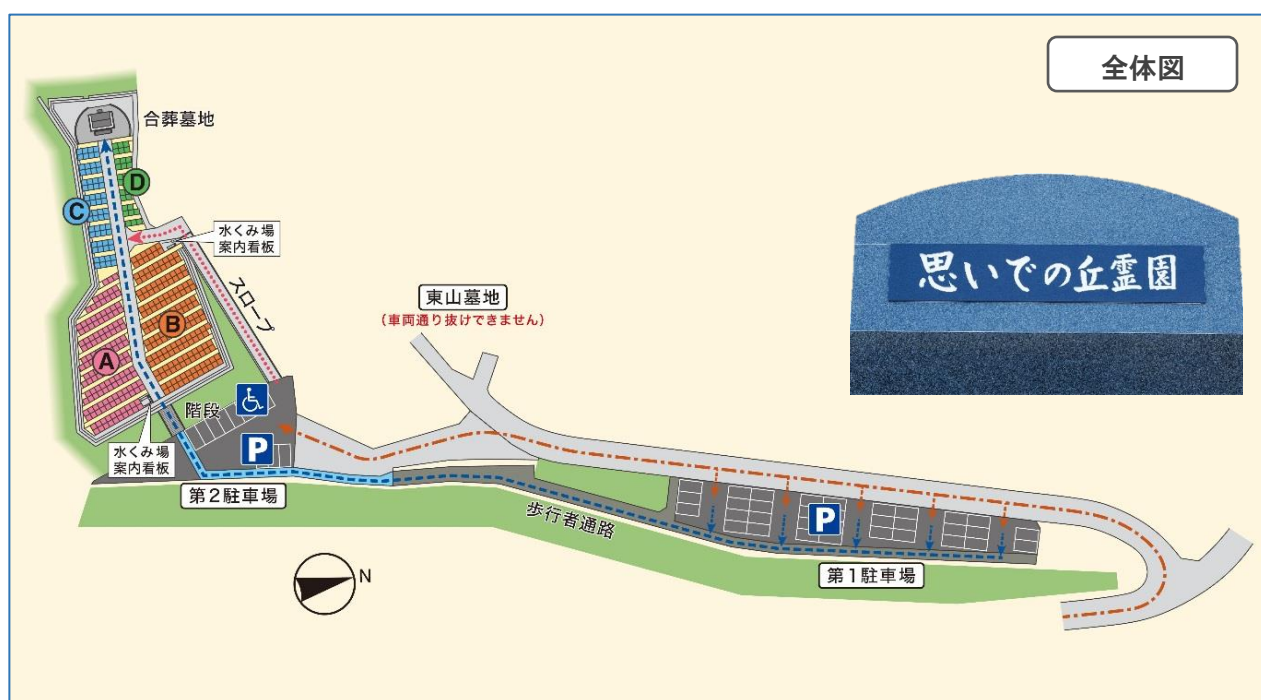 全体図
合葬墓地
D
C
水くみ場
案内看板
スロープ
東山墓地
(車両通り抜けできません)
思いでの丘霊園
B
A
階段
P
水くみ場
案内看板
第2駐車場
歩行者通路
P
第1駐車場
N